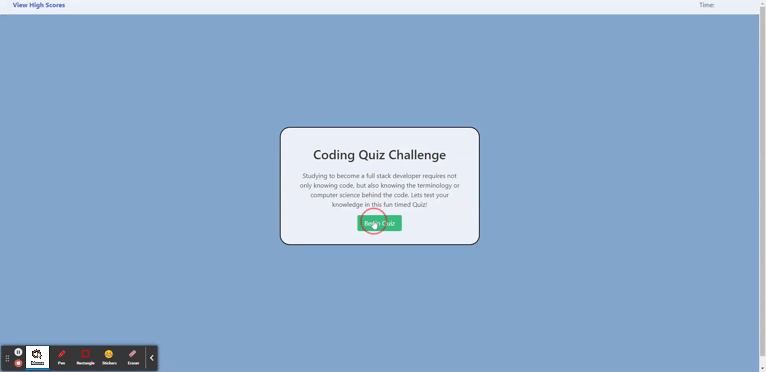 View High Scores
Time:
Coding Quiz Challenge
Studying to become a full stack developer requires not
only knowing code, but also knowing the terminology or
computer science behind the code. Lets test your
knowledge in this fun timed Quiz!
Begin Quiz
Pen
Rectangle
Stickers
Eraser